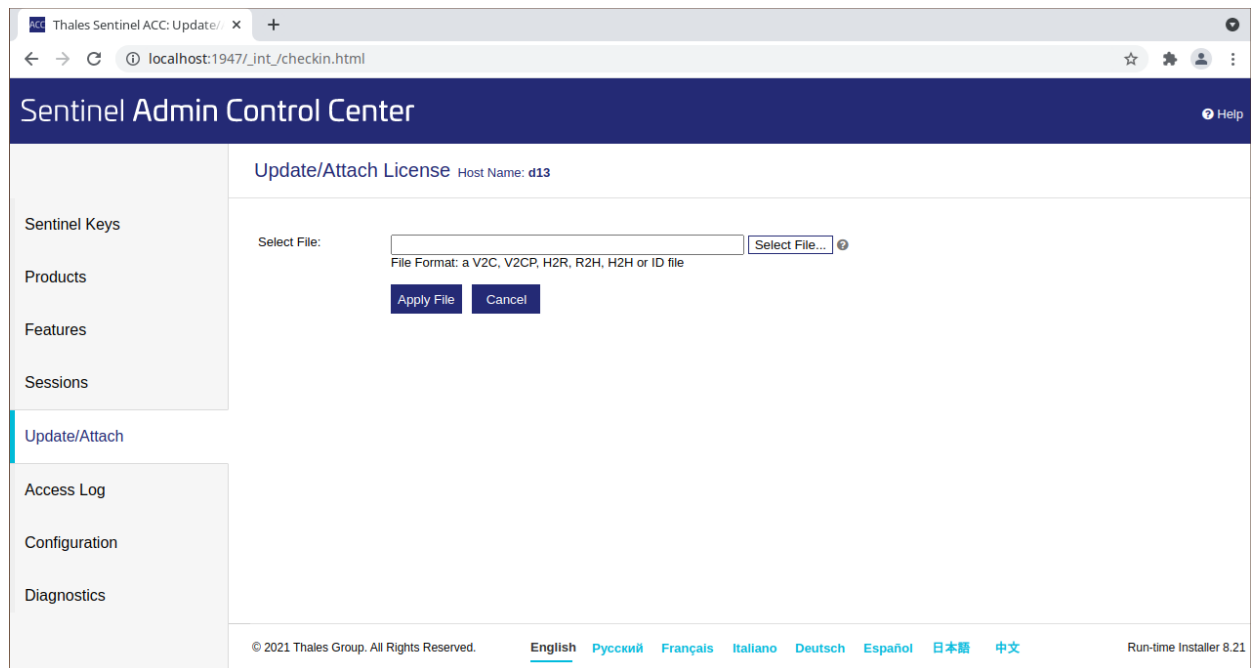 ACC Thales Sentinel ACC: Update/
localhost:1947/_int_/checkin.html
Sentinel Admin Control Center
Help
Update/Attach License Host Name: d13
Sentinel Keys
Products
Features
Sessions
Update/Attach
Access Log
Configuration
Diagnostics
Select File:
Select File...
File Format: a V2C, V2CP, H2R, R2H, H2H or ID file
Apply File Cancel
© 2021 Thales Group. All Rights Reserved. English Русский Français Italiano Deutsch Español 日本語 中文 Run-time Installer 8.21